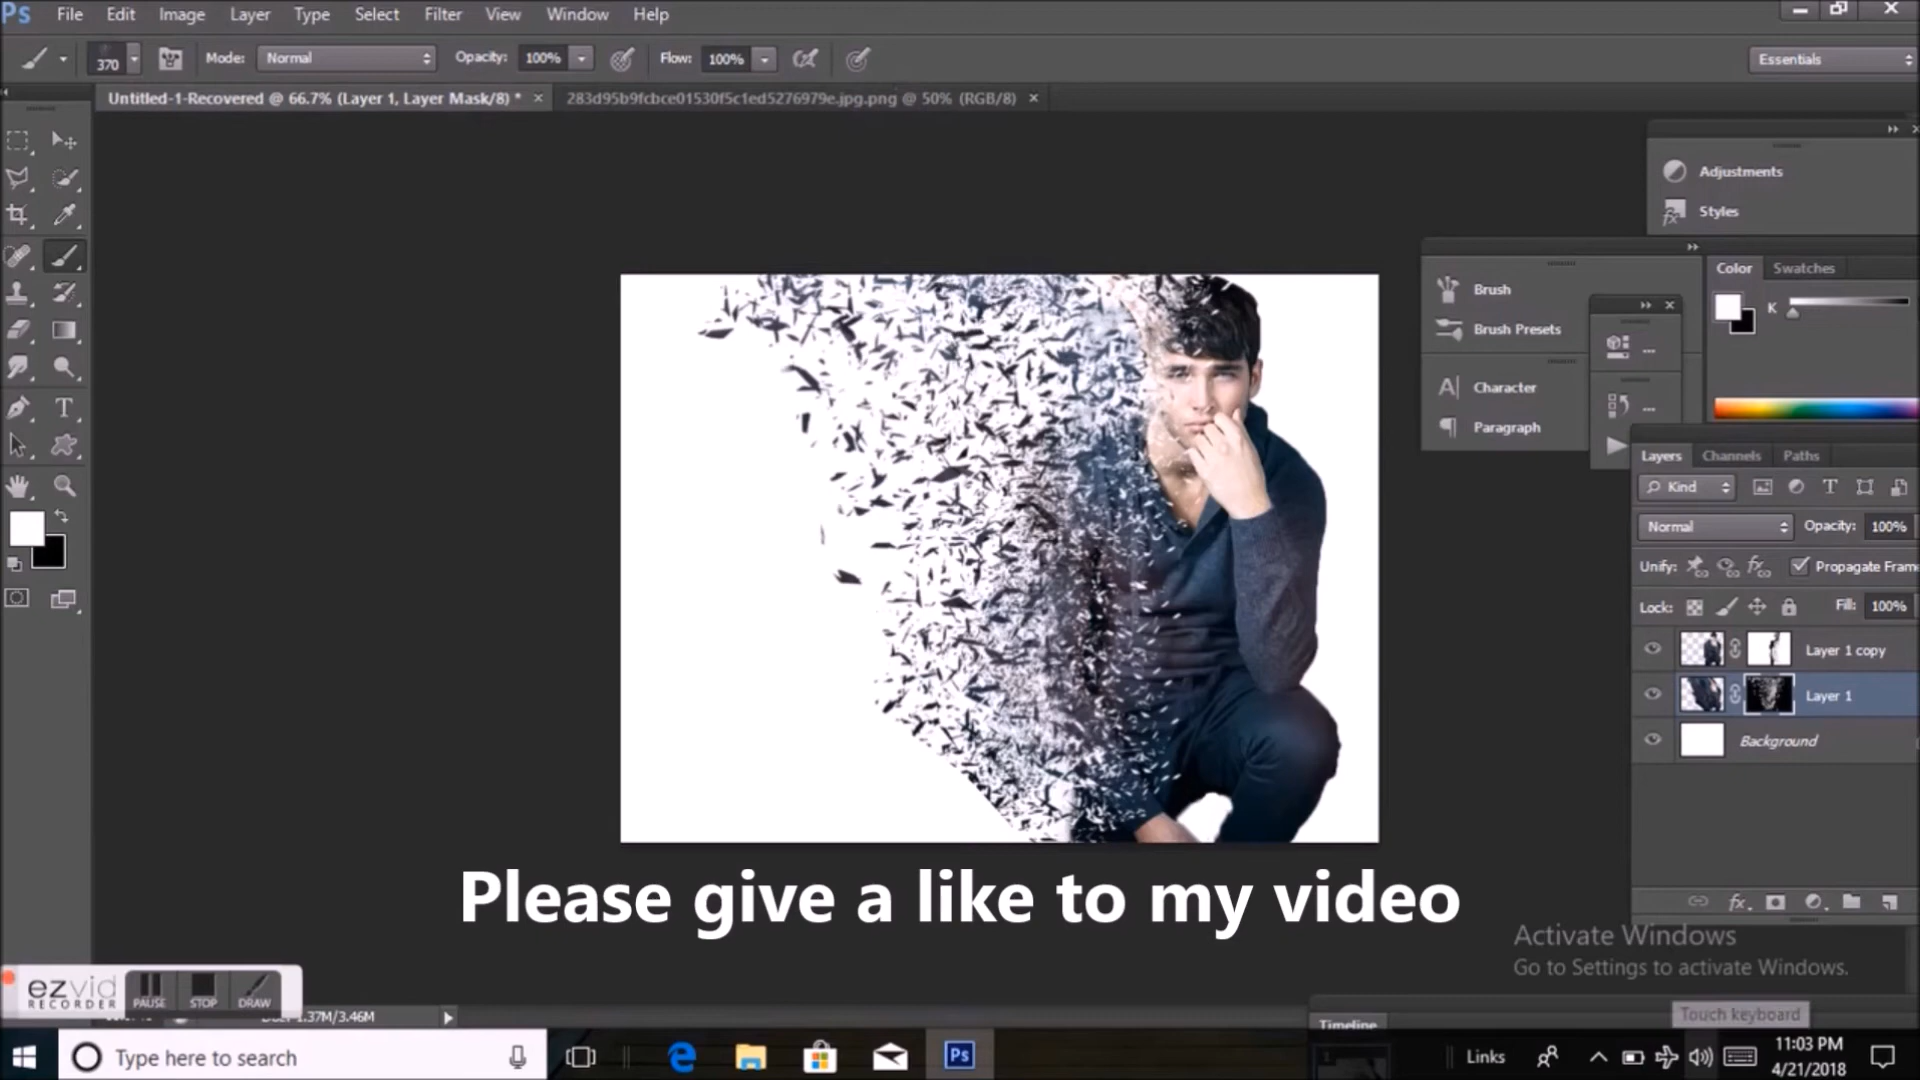 Ps File Edit Image Layer Type Select Filter View Window Help
370 Mode: Normal Opacity: 100% Flow: 100% Essentials
Untitled-1-Recovered @ 66.7% (Layer 1, Layer Mask/8) * × 283d95b9fcbce01530f5c1ed5276979e.jpg.png @ 50% (RGB/8) ×
Adjustments
Styles
Color Swatches
Brush
K
Brush Presets
Character
Paragraph
Layers Channels Paths
Kind
Normal Opacity: 100%
Unify: Propagate Fram
Lock: Fill: 100%
Layer 1 copy
Layer 1
Background
Please give a like to my video
Activate Windows
Go to Settings to activate Windows.
ezvid
RECORDER
PAUSE STOP DRAW
1.37M/3.46M
Touch keyboard
Timeline
Type here to search
Ps
Links
11:03 PM
4/21/2018